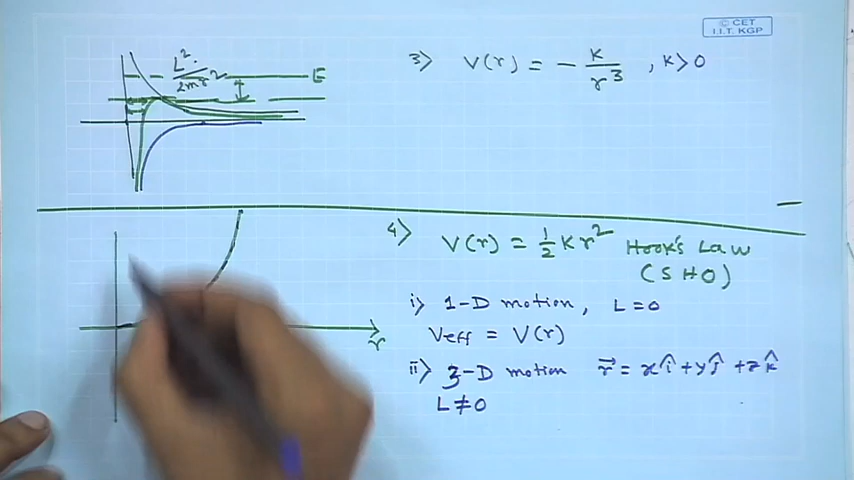 © CET
I.I.T. KGP
L²
2mr²
E
3) V(r) = - K/r³ , K > 0
4) V(r) = ½ K r² Hook's Law
(SHO)
i) 1-D motion, L = 0
Veff = V(r)
ii) 3-D motion r⃗ = xî + yĵ + zk̂
L ≠ 0
r